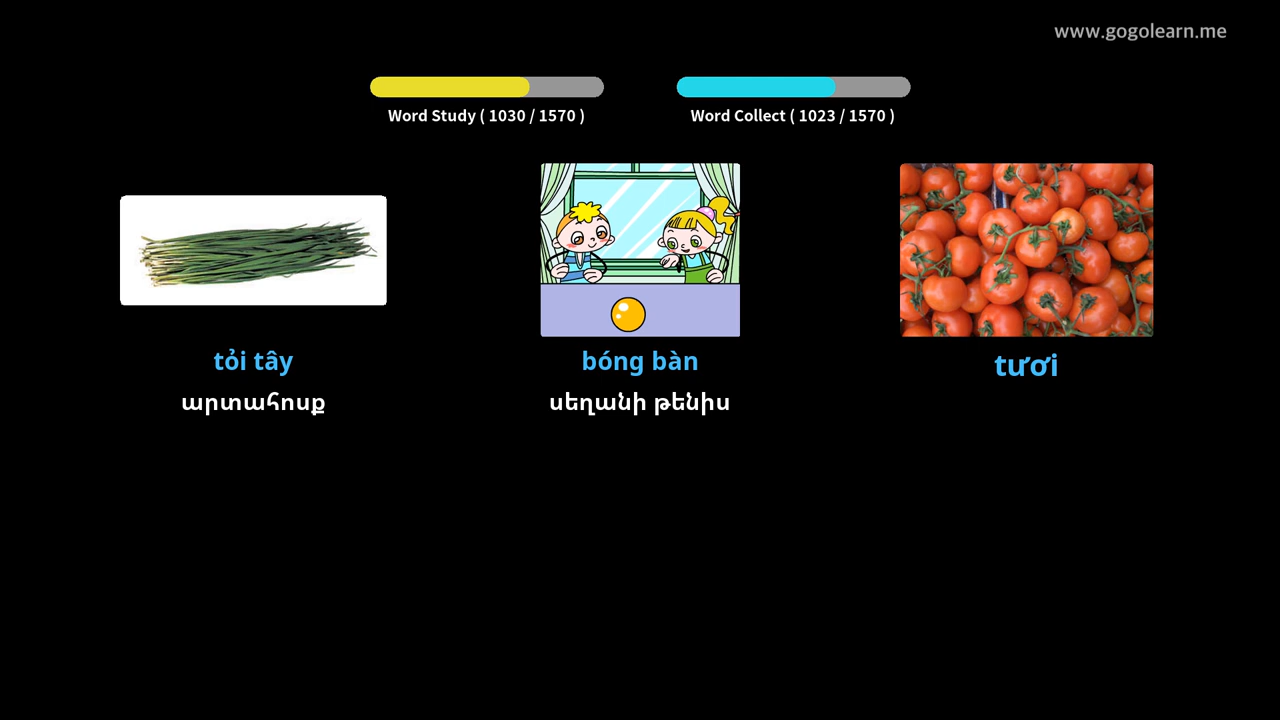 www.gogolearn.me
Word Study ( 1030 / 1570 )
Word Collect ( 1023 / 1570 )
tỏi tây
արտահոսք
bóng bàn
սեղանի թենիս
tươi